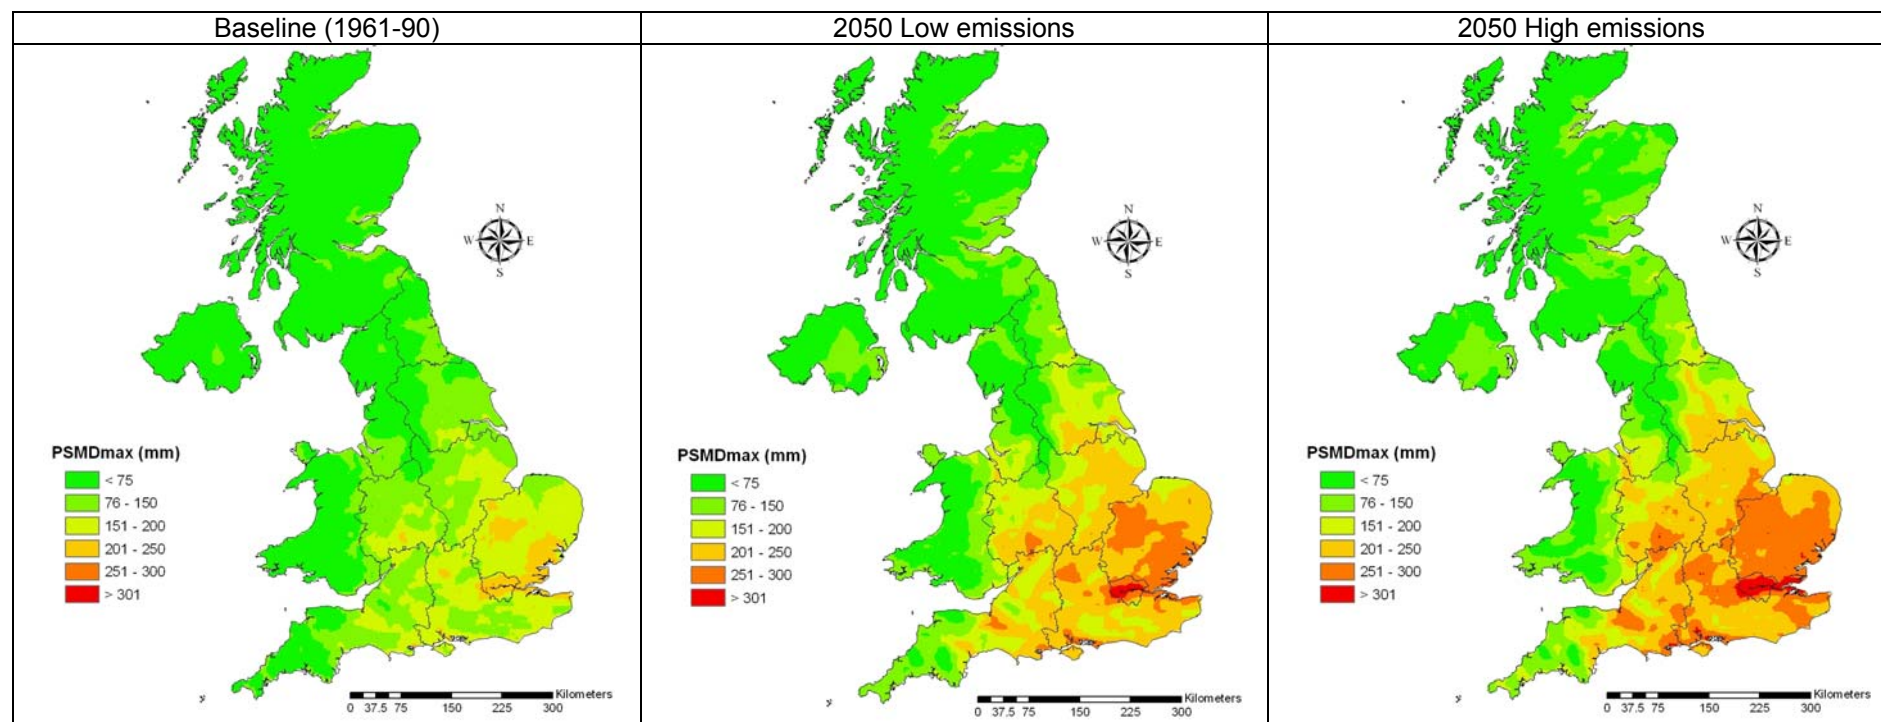 Baseline (1961-90)
2050 Low emissions
2050 High emissions
N
W E
S
PSMDmax (mm)
< 75
76 - 150
151 - 200
201 - 250
251 - 300
> 301
Kilometers
0 37.5 75 150 225 300
N
W E
S
PSMDmax (mm)
< 75
76 - 150
151 - 200
201 - 250
251 - 300
> 301
Kilometers
0 37.5 75 150 225 300
N
W E
S
PSMDmax (mm)
< 75
76 - 150
151 - 200
201 - 250
251 - 300
> 301
Kilometers
0 37.5 75 150 225 300